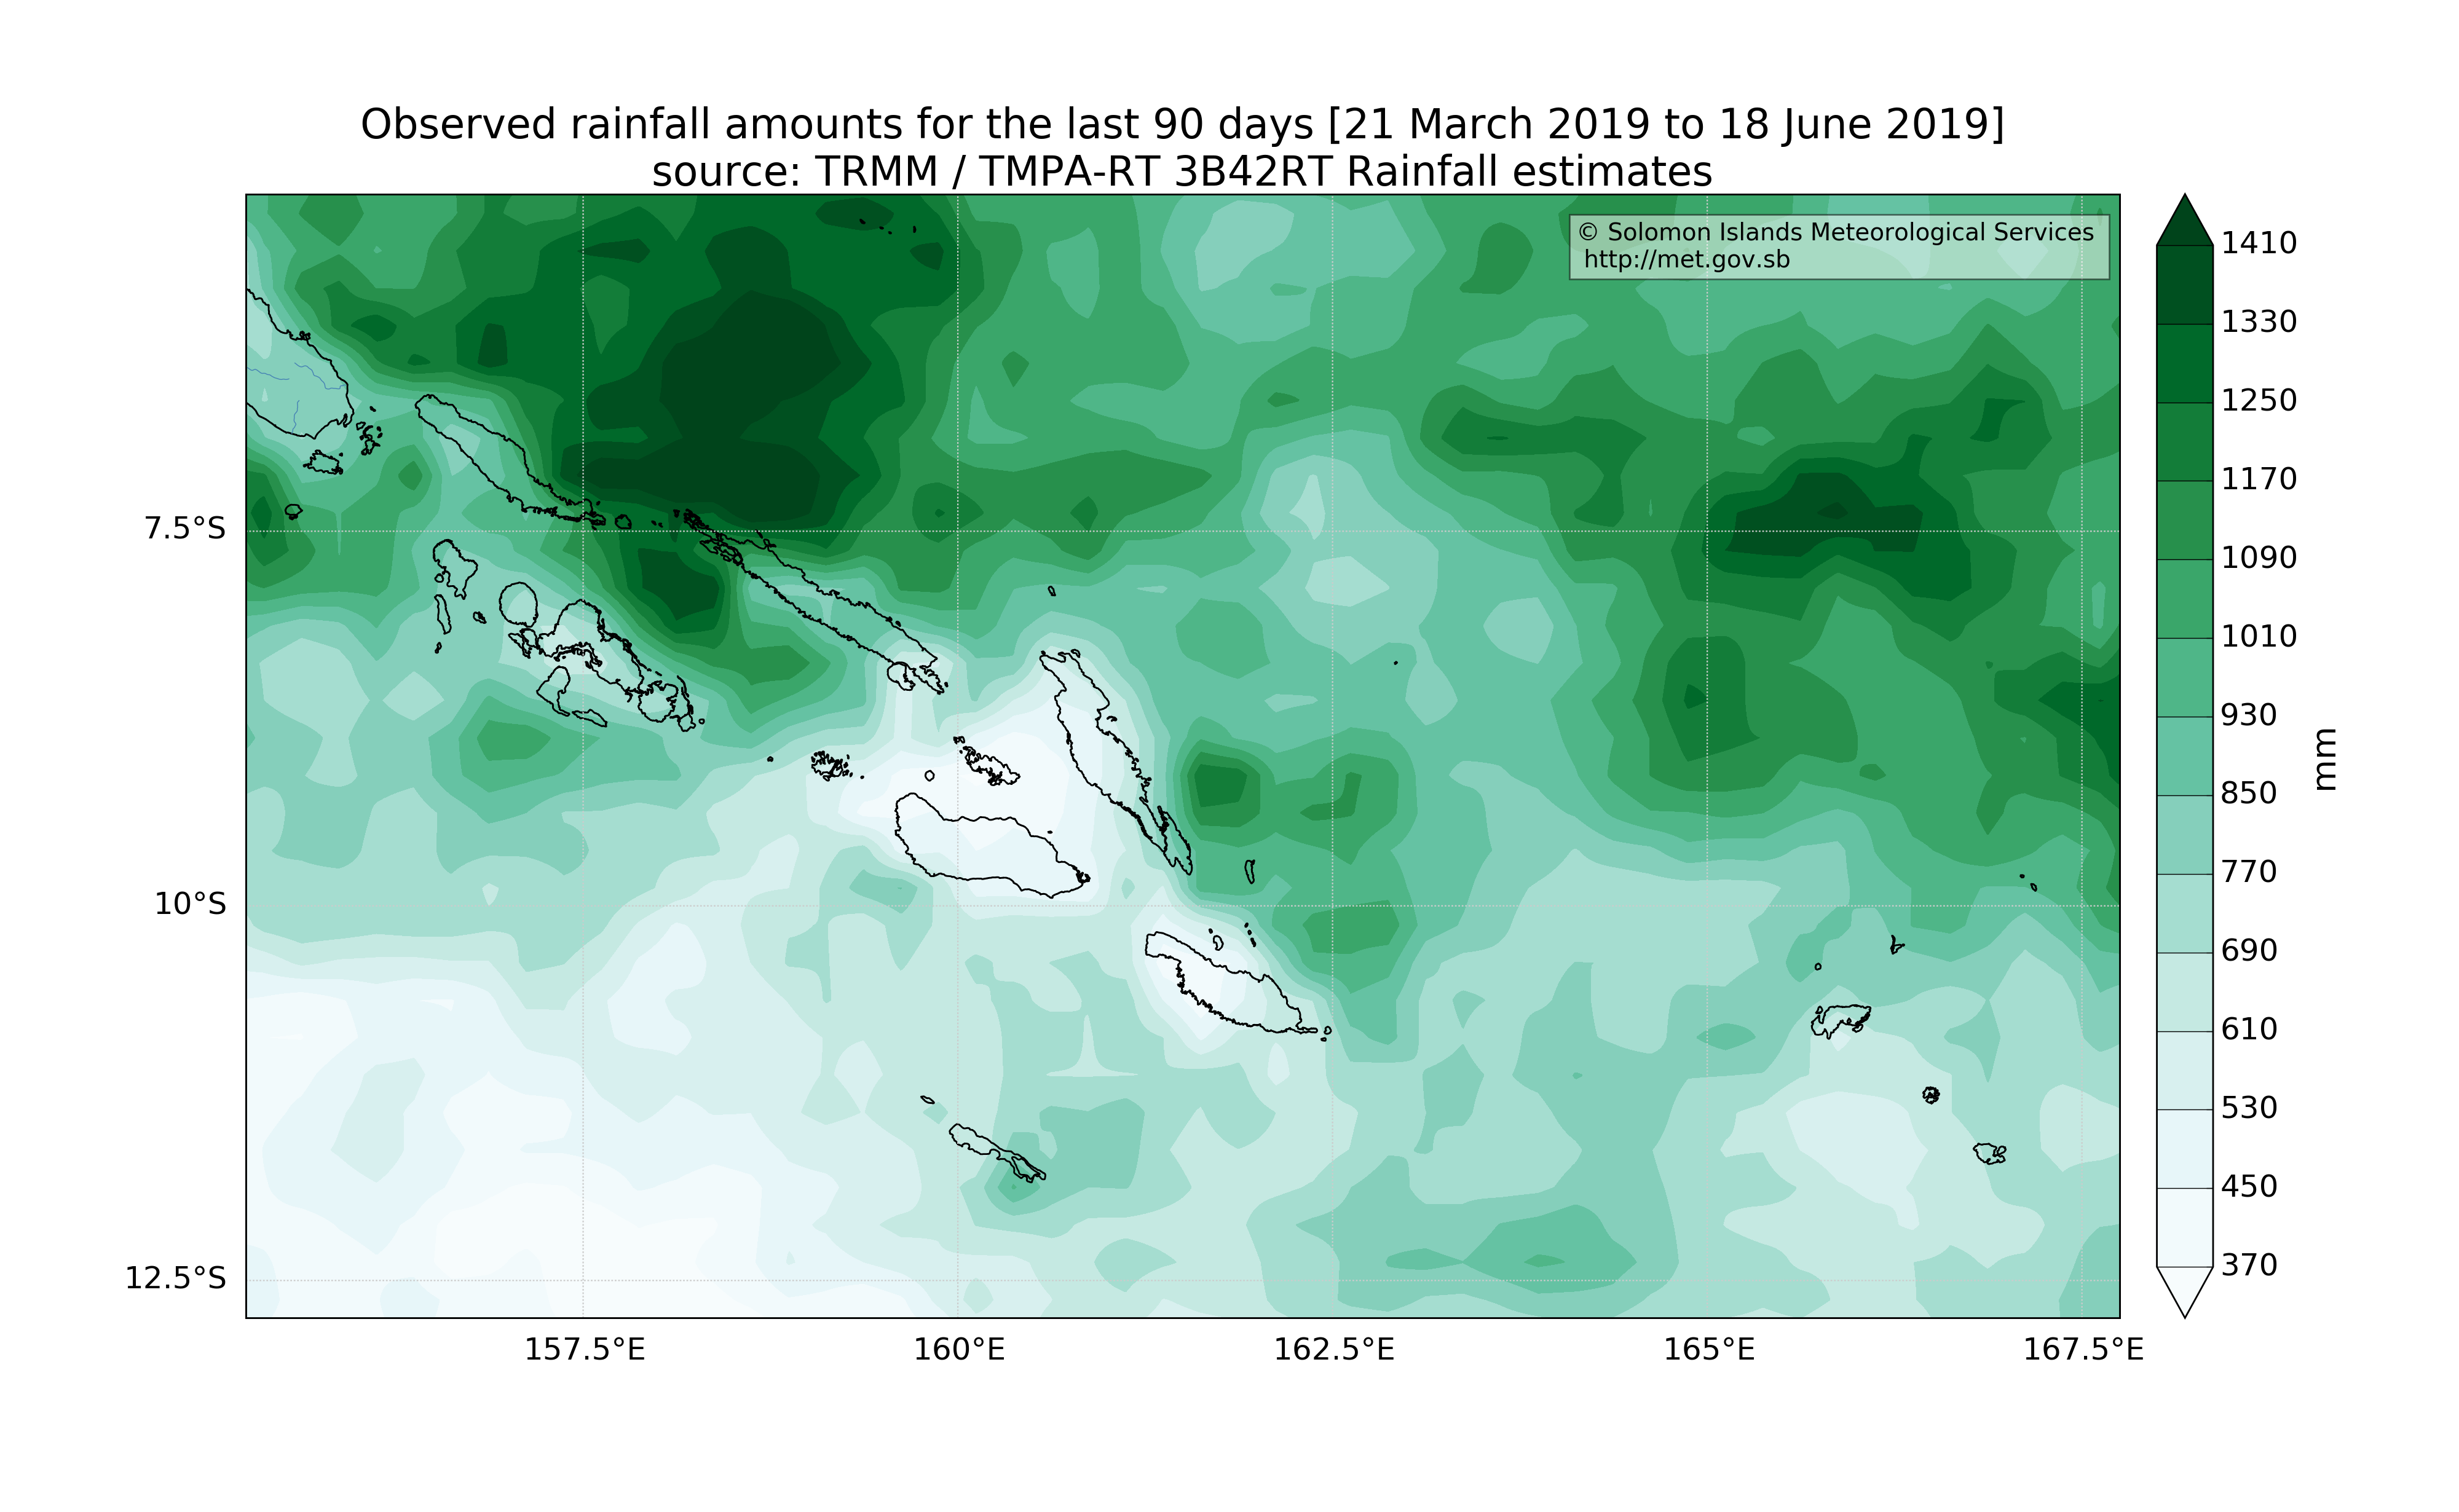 Observed rainfall amounts for the last 90 days [21 March 2019 to 18 June 2019]
source: TRMM / TMPA-RT 3B42RT Rainfall estimates
© Solomon Islands Meteorological Services
http://met.gov.sb
7.5°S
10°S
12.5°S
157.5°E
160°E
162.5°E
165°E
167.5°E
1410
1330
1250
1170
1090
1010
930
850
770
690
610
530
450
370
mm